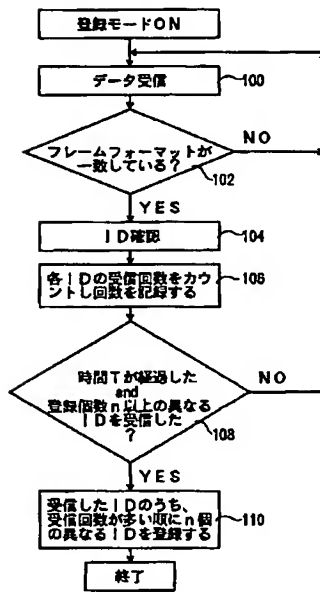 登録モードON
データ受信
100
フレームフォーマットが
一致している?
NO
102
YES
ID確認
104
各IDの受信回数をカウ
ントし回数を記録する
106
時間Tが経過した
and
登録個数n以上の異なる
IDを受信した
?
NO
108
YES
受信したIDのうち、
受信回数が多い順にn個
の異なるIDを登録する
110
終了